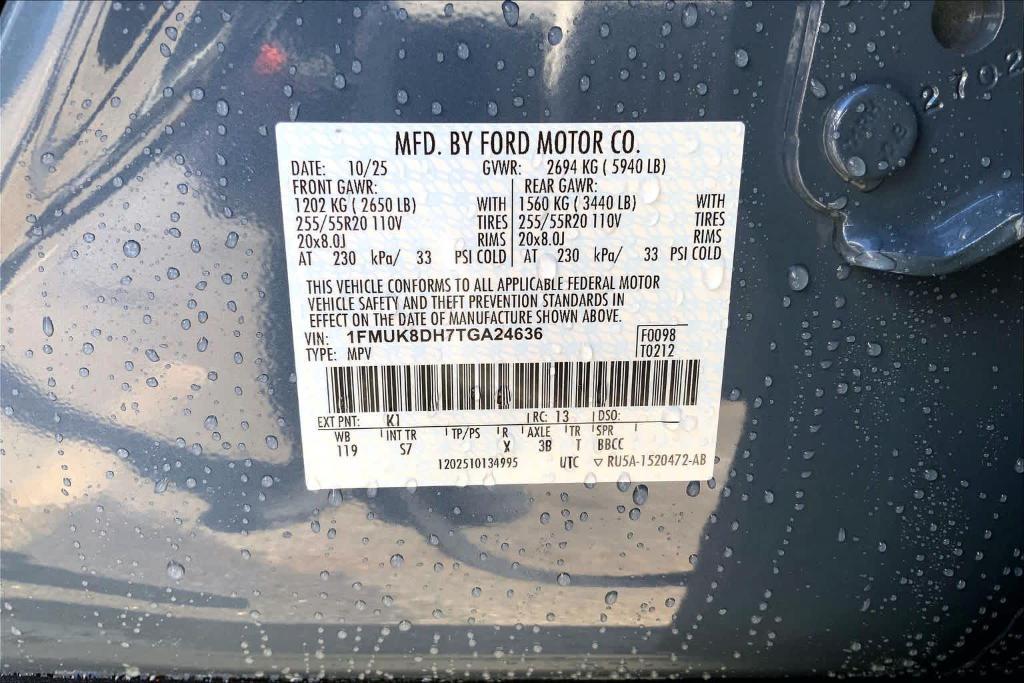 2702
MFD. BY FORD MOTOR CO.
DATE: 10/25 GVWR: 2694 KG ( 5940 LB)
FRONT GAWR: REAR GAWR:
1202 KG ( 2650 LB) WITH 1560 KG ( 3440 LB) WITH
255/55R20 110V TIRES 255/55R20 110V TIRES
20x8.0J RIMS 20x8.0J RIMS
AT 230 kPa/ 33 PSI COLD AT 230 kPa/ 33 PSI COLD
THIS VEHICLE CONFORMS TO ALL APPLICABLE FEDERAL MOTOR
VEHICLE SAFETY AND THEFT PREVENTION STANDARDS IN
EFFECT ON THE DATE OF MANUFACTURE SHOWN ABOVE.
VIN: 1FMUK8DH7TGA24636 F0098
TYPE: MPV T0212
EXT PNT: K1 RC: 13 DSO:
WB INT TR TP/PS R AXLE TR SPR
119 S7 X 3B T BBCC
1202510134995 UTC ▽ RU5A-1520472-AB